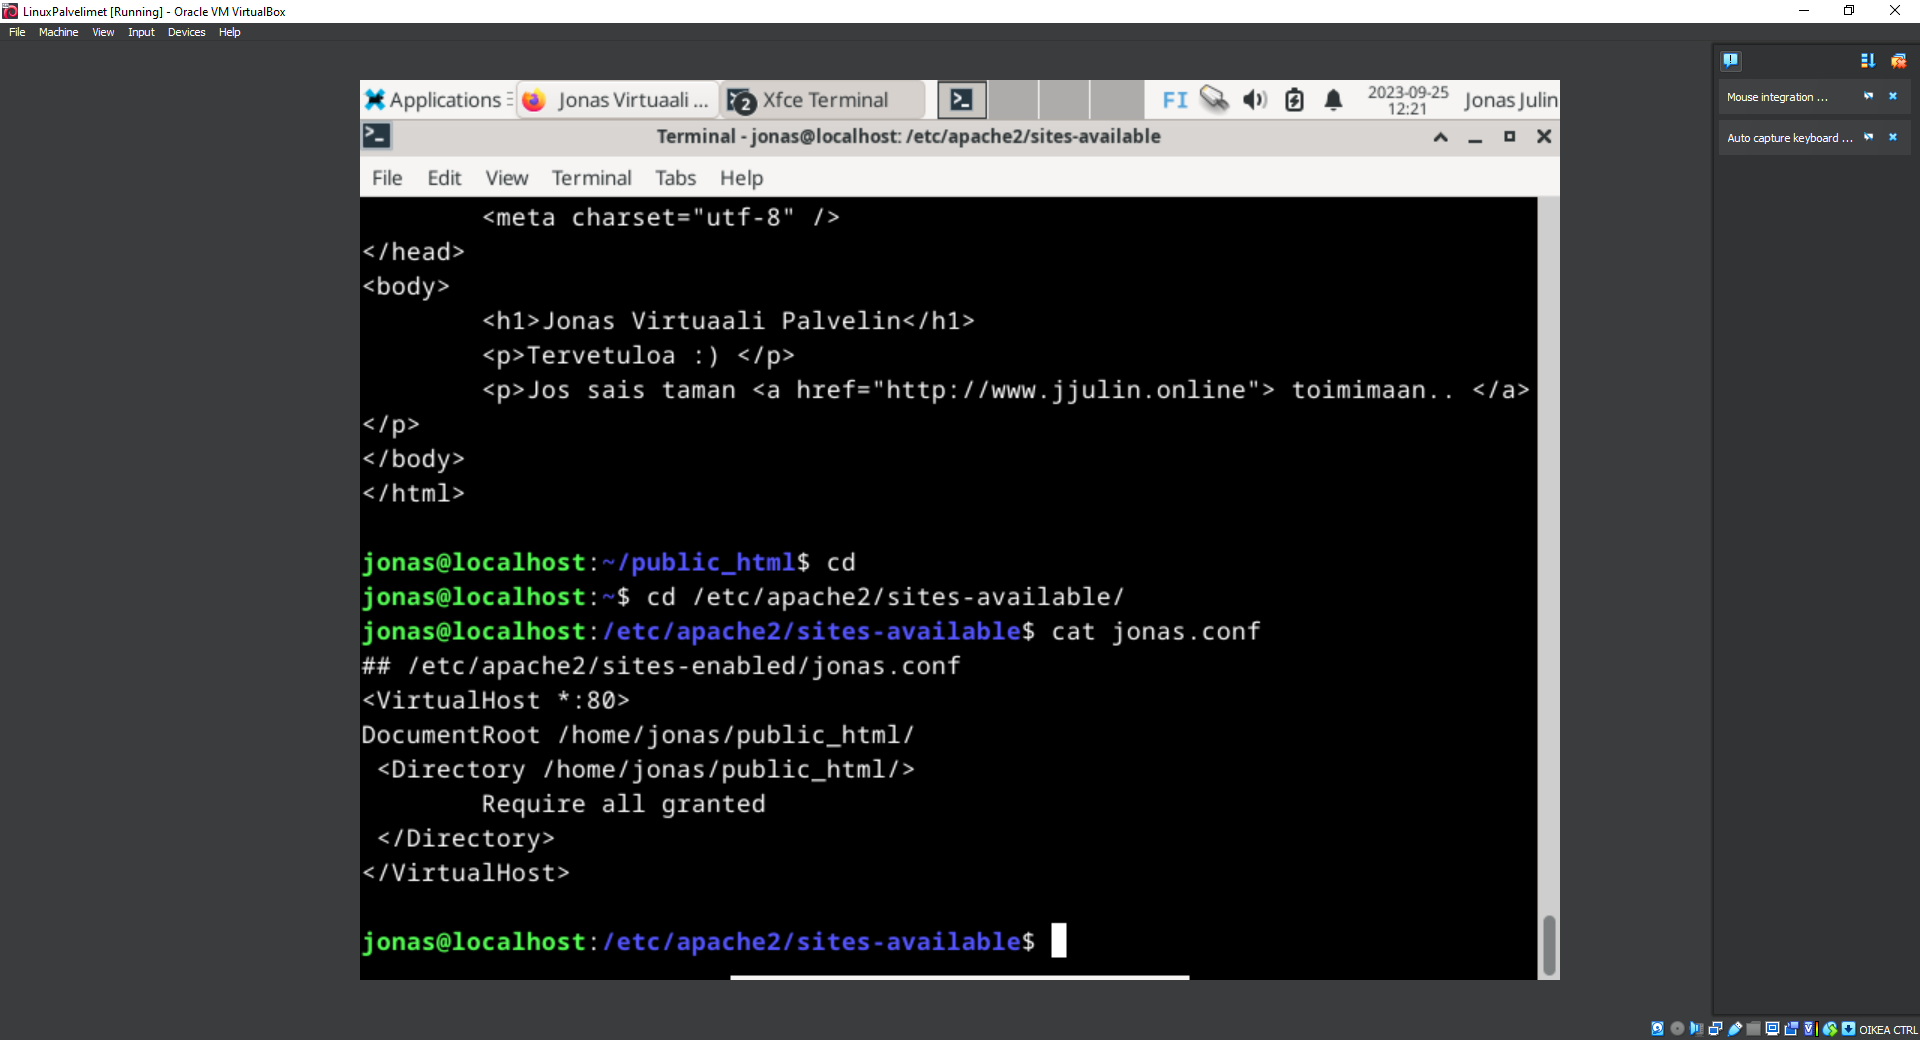 LinuxPalvelimet [Running] - Oracle VM VirtualBox
File Machine View Input Devices Help
Applications Jonas Virtuaali ... 2 Xfce Terminal FI 2023-09-25 12:21 Jonas Julin
Mouse integration ...
Auto capture keyboard ...
Terminal - jonas@localhost: /etc/apache2/sites-available
File Edit View Terminal Tabs Help
<meta charset="utf-8" />
</head>
<body>
<h1>Jonas Virtuaali Palvelin</h1>
<p>Tervetuloa :) </p>
<p>Jos sais taman <a href="http://www.jjulin.online"> toimimaan.. </a>
</p>
</body>
</html>
jonas@localhost:~/public_html$ cd
jonas@localhost:~$ cd /etc/apache2/sites-available/
jonas@localhost:/etc/apache2/sites-available$ cat jonas.conf
## /etc/apache2/sites-enabled/jonas.conf
<VirtualHost *:80>
DocumentRoot /home/jonas/public_html/
<Directory /home/jonas/public_html/>
Require all granted
</Directory>
</VirtualHost>
jonas@localhost:/etc/apache2/sites-available$
OIKEA CTRL